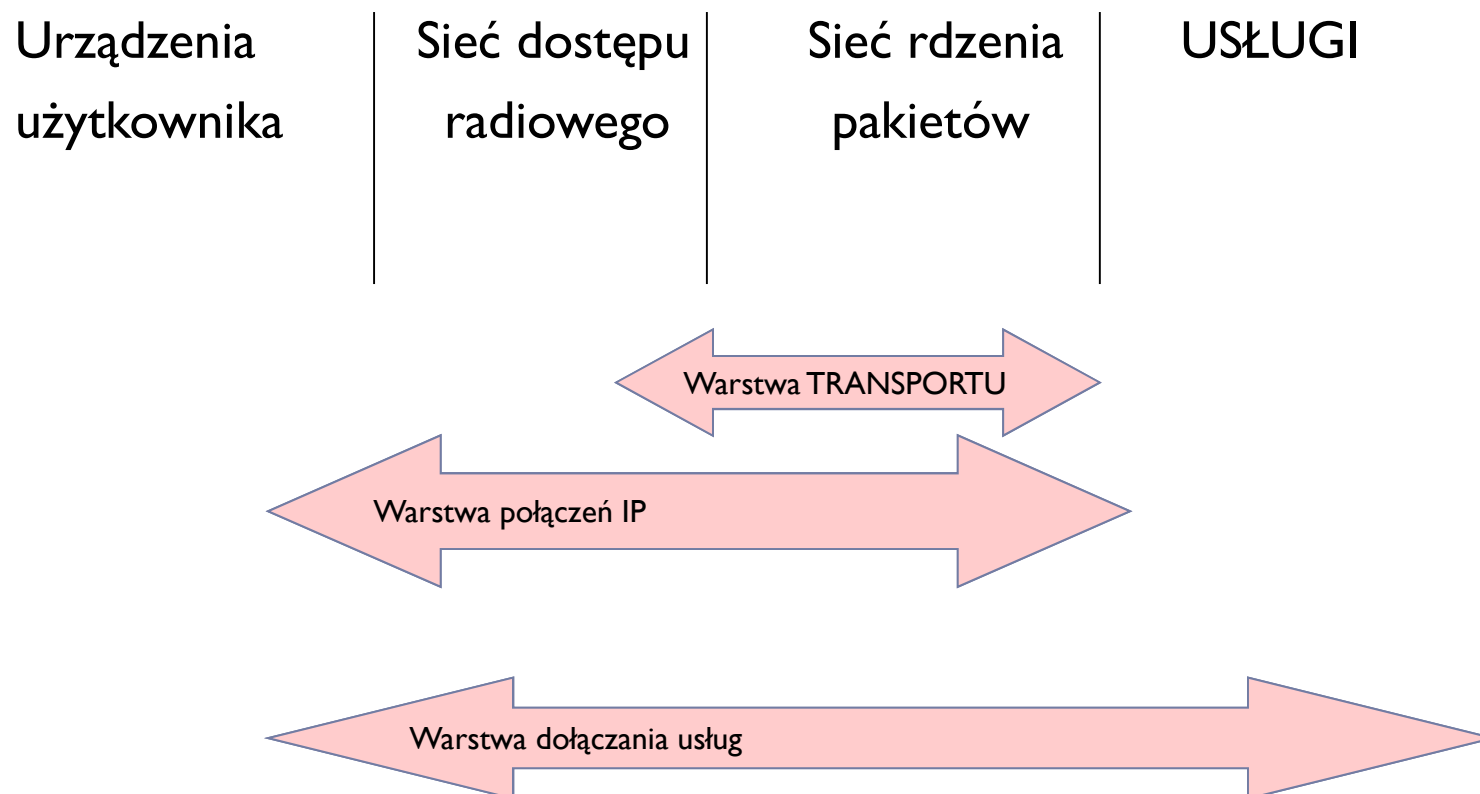 Urządzenia
użytkownika
Sieć dostępu
radiowego
Sieć rdzenia
pakietów
USŁUGI
Warstwa TRANSPORTU
Warstwa połączeń IP
Warstwa dołączania usług